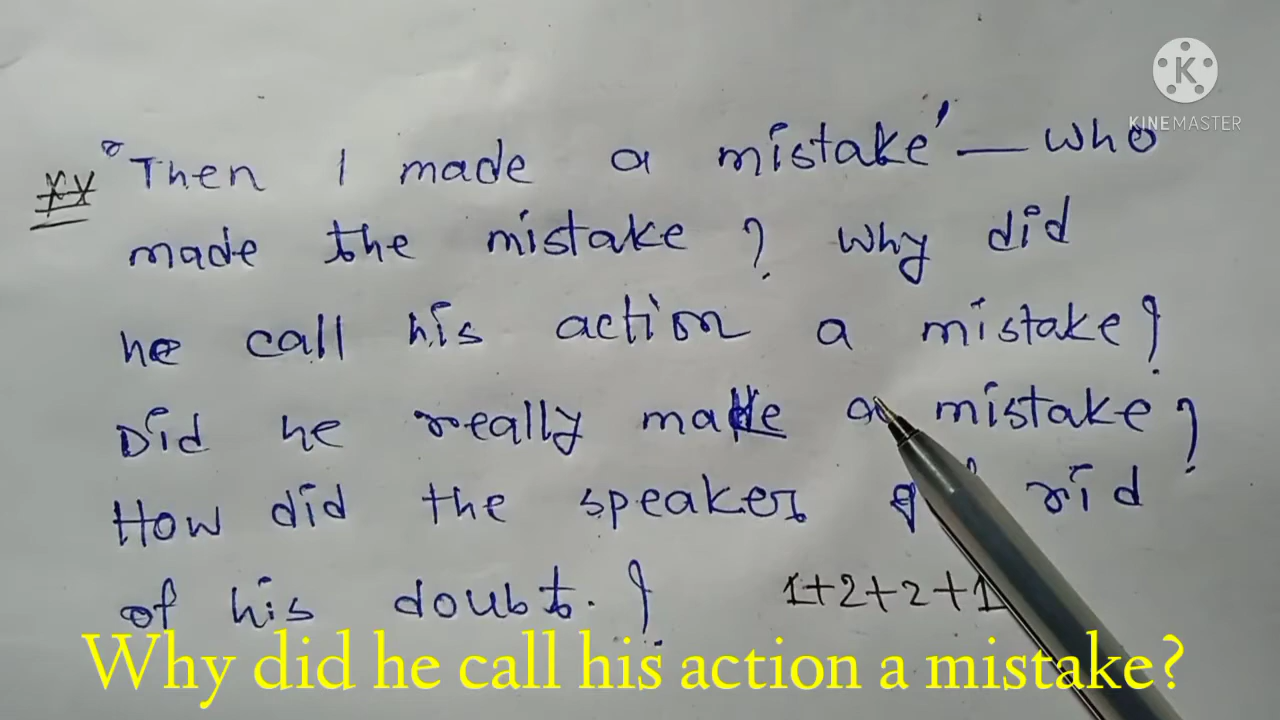 K
KINEMASTER
"Then I made a mistake' — who
made the mistake? Why did
he call his action a mistake?
Did he really make a mistake?
How did the speaker rid
of his doubt.?
1+2+2+1
Why did he call his action a mistake?